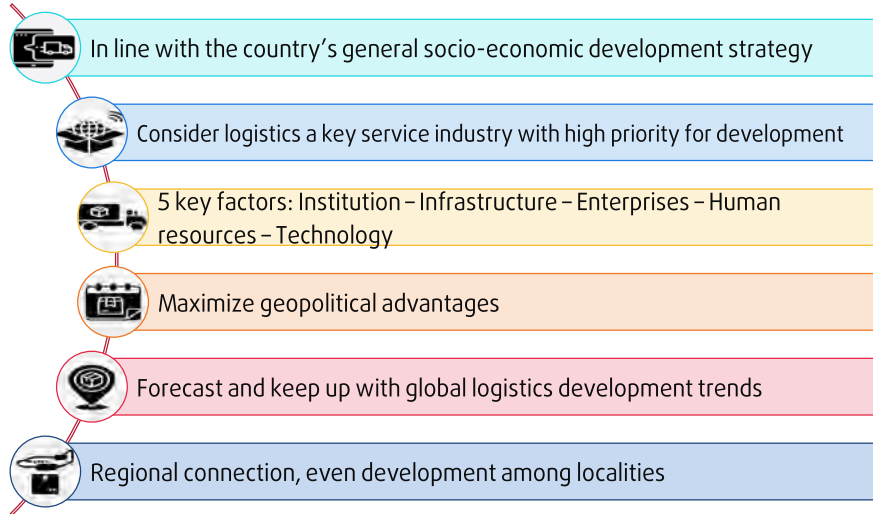 In line with the country’s general socio-economic development strategy
Consider logistics a key service industry with high priority for development
5 key factors: Institution – Infrastructure – Enterprises – Human
resources – Technology
Maximize geopolitical advantages
Forecast and keep up with global logistics development trends
Regional connection, even development among localities